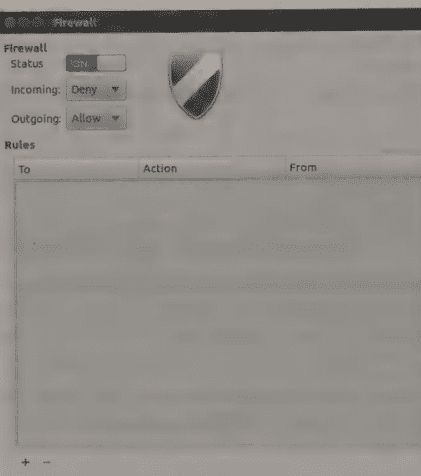 Firewall
Firewall
Status ON
Incoming: Deny
Outgoing: Allow
Rules
To Action From
+ -